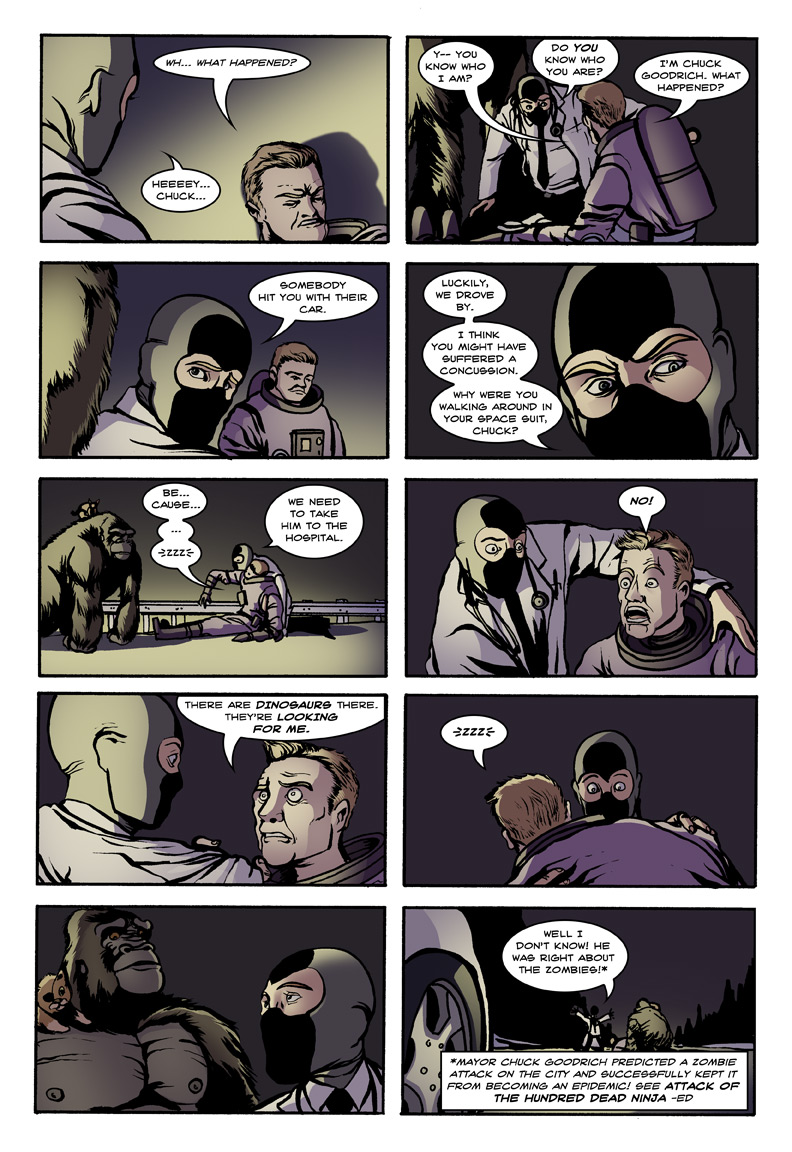 WH... WHAT HAPPENED?
HEEEEY...
CHUCK...
Y-- YOU
KNOW WHO
I AM?
DO YOU
KNOW WHO
YOU ARE?
I'M CHUCK
GOODRICH. WHAT
HAPPENED?
SOMEBODY
HIT YOU WITH THEIR
CAR.
LUCKILY,
WE DROVE
BY.
I THINK
YOU MIGHT HAVE
SUFFERED A
CONCUSSION.
WHY WERE YOU
WALKING AROUND IN
YOUR SPACE SUIT,
CHUCK?
BE...
CAUSE...
...
ZZZZ
WE NEED
TO TAKE
HIM TO THE
HOSPITAL.
NO!
THERE ARE DINOSAURS THERE.
THEY'RE LOOKING
FOR ME.
ZZZZ
WELL I
DON'T KNOW! HE
WAS RIGHT ABOUT
THE ZOMBIES!*
*MAYOR CHUCK GOODRICH PREDICTED A ZOMBIE
ATTACK ON THE CITY AND SUCCESSFULLY KEPT IT
FROM BECOMING AN EPIDEMIC! SEE ATTACK OF
THE HUNDRED DEAD NINJA -ED